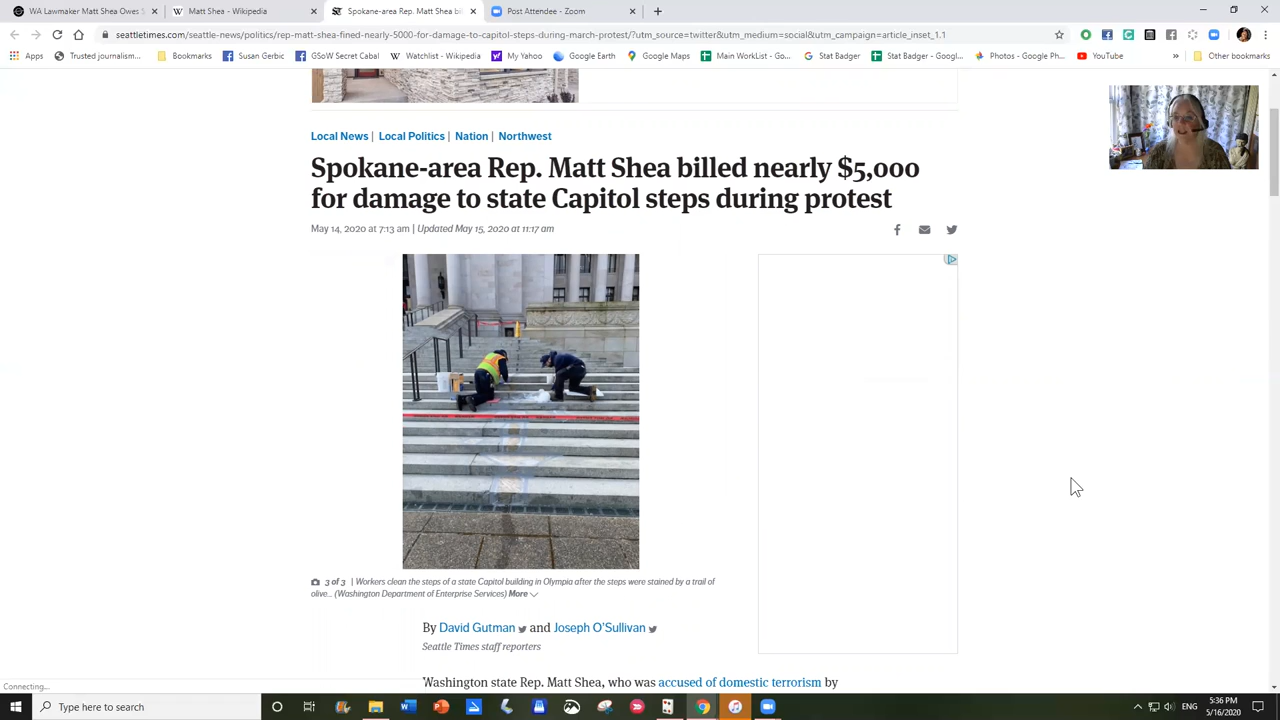 WA Lawmaker Matt Shea Owes S
Matt Shea - Wikipedia
Spokane-area Rep. Matt Shea bil
Post Attendee - Zoom
seattletimes.com/seattle-news/politics/rep-matt-shea-fined-nearly-5000-for-damage-to-capitol-steps-during-march-protest/?utm_source=twitter&utm_medium=social&utm_campaign=article_inset_1.1
Apps
Trusted journalism...
Bookmarks
Susan Gerbic
GSoW Secret Cabal
Watchlist - Wikipedia
My Yahoo
Google Earth
Google Maps
Main WorkList - Go...
Stat Badger
Stat Badger - Googl...
Photos - Google Ph...
YouTube
»
Other bookmarks
Local News | Local Politics | Nation | Northwest
Spokane-area Rep. Matt Shea billed nearly $5,000
for damage to state Capitol steps during protest
May 14, 2020 at 7:13 am | Updated May 15, 2020 at 11:17 am
3 of 3 | Workers clean the steps of a state Capitol building in Olympia after the steps were stained by a trail of
olive... (Washington Department of Enterprise Services) More
By David Gutman and Joseph O'Sullivan
Seattle Times staff reporters
Washington state Rep. Matt Shea, who was accused of domestic terrorism by
Connecting...
Type here to search
5:36 PM
5/16/2020